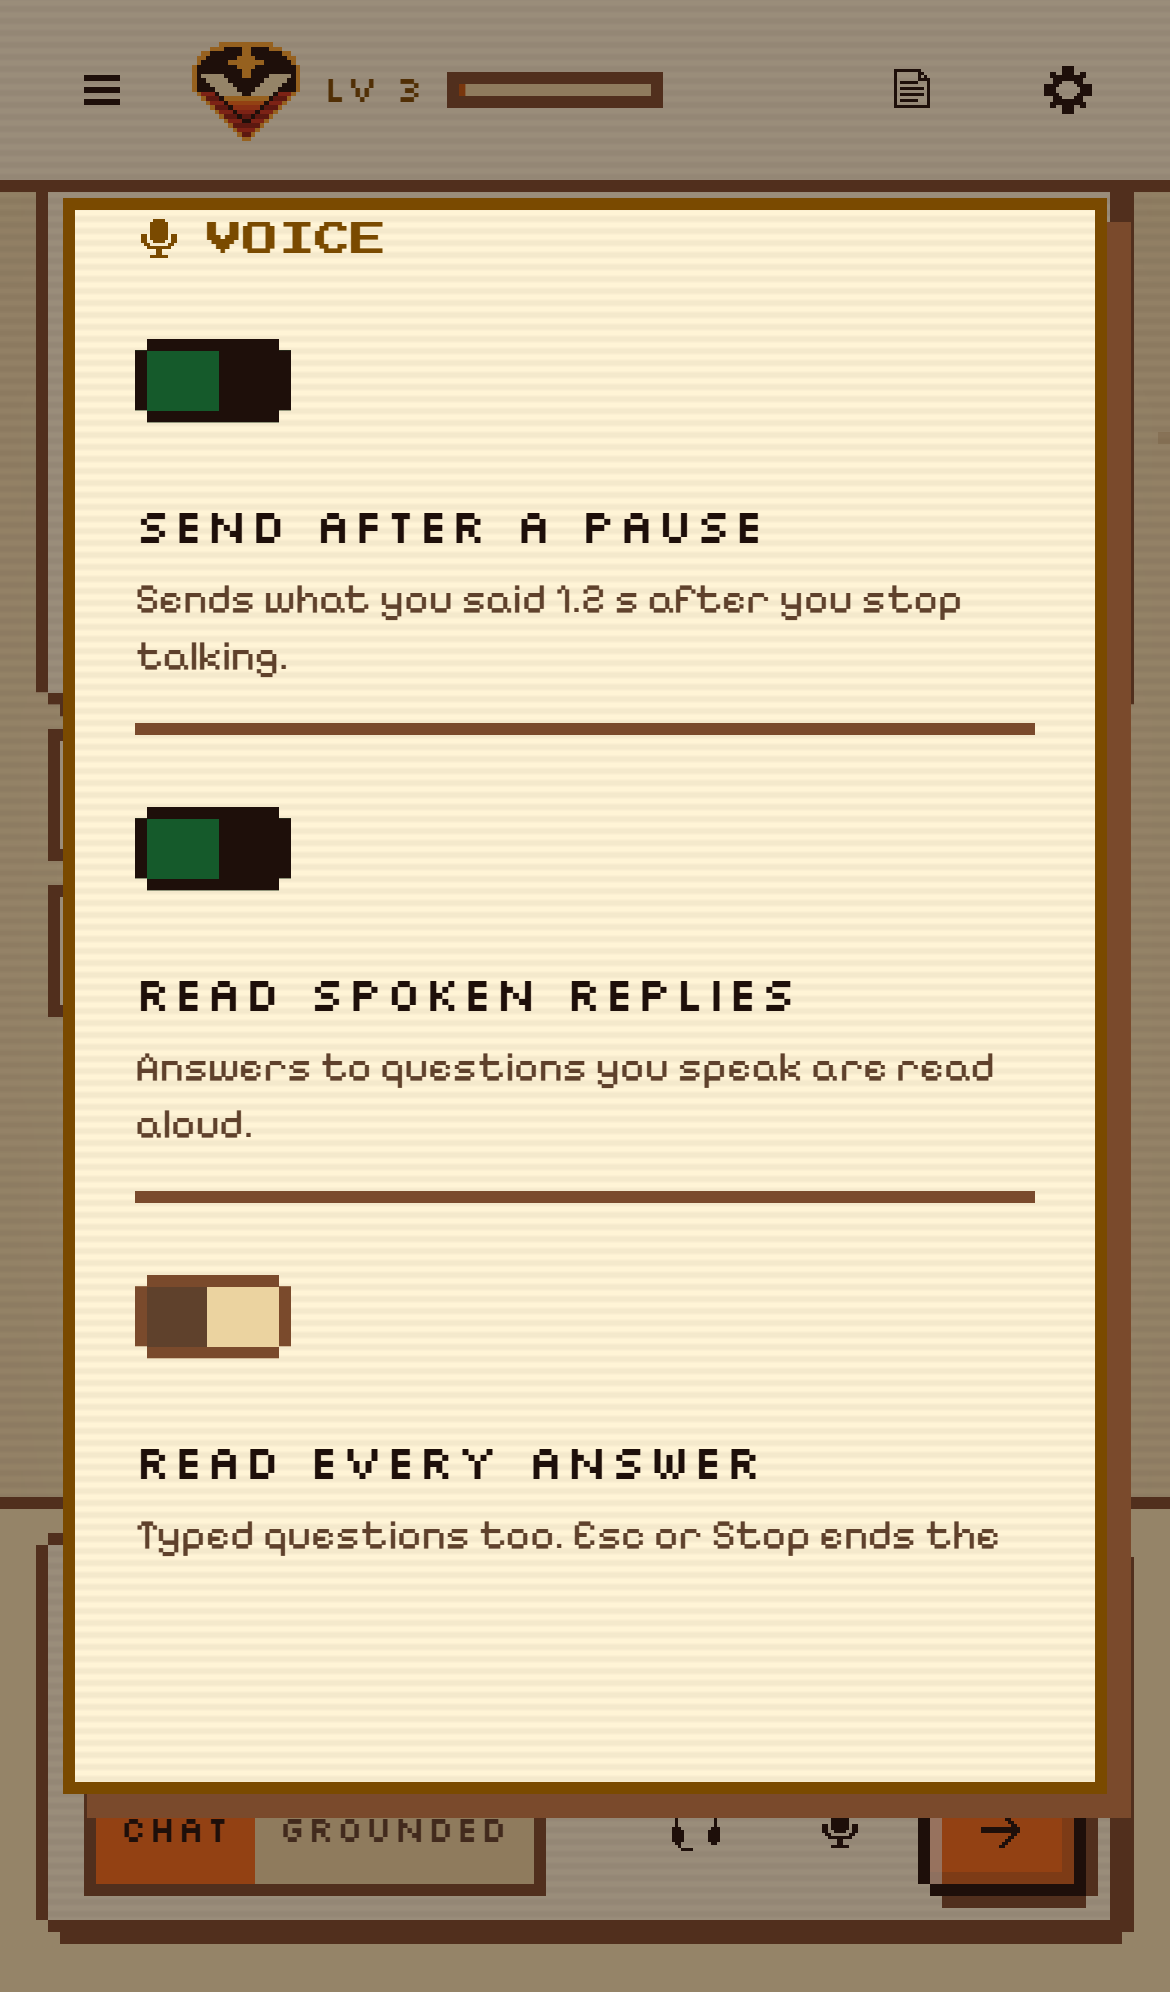 LV 3
VOICE
SEND AFTER A PAUSE
Sends what you said 1.2 s after you stop
talking.
READ SPOKEN REPLIES
Answers to questions you speak are read
aloud.
READ EVERY ANSWER
Typed questions too. Esc or Stop ends the
CHAT GROUNDED